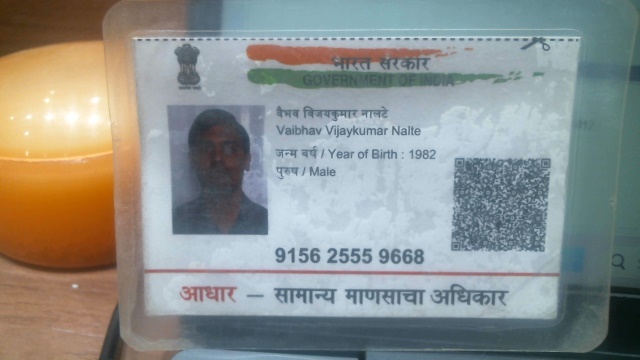 भारत सरकार
GOVERNMENT OF INDIA
वैभव विजयकुमार नालटे
Vaibhav Vijaykumar Nalte
जन्म वर्ष / Year of Birth : 1982
पुरुष / Male
9156 2555 9668
आधार — सामान्य माणसाचा अधिकार